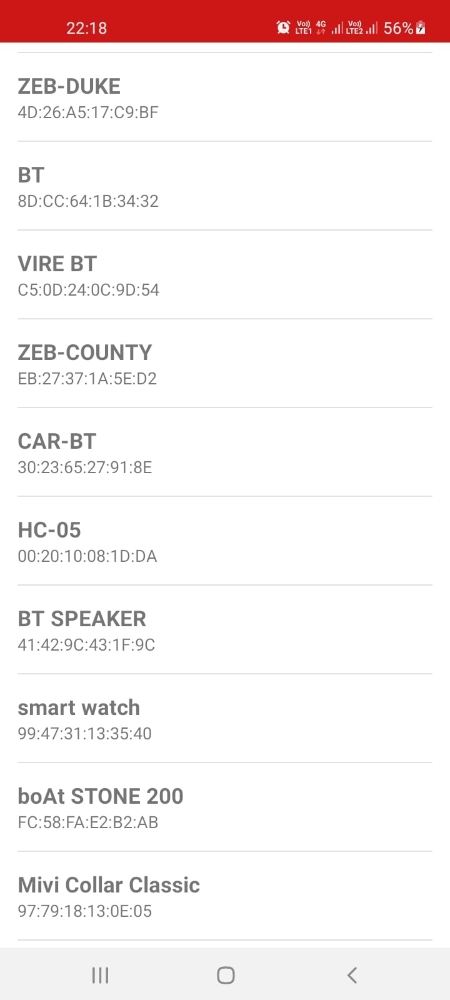 22:18 Vo)) LTE1 4G Vo)) LTE2 56%
ZEB-DUKE
4D:26:A5:17:C9:BF
BT
8D:CC:64:1B:34:32
VIRE BT
C5:0D:24:0C:9D:54
ZEB-COUNTY
EB:27:37:1A:5E:D2
CAR-BT
30:23:65:27:91:8E
HC-05
00:20:10:08:1D:DA
BT SPEAKER
41:42:9C:43:1F:9C
smart watch
99:47:31:13:35:40
boAt STONE 200
FC:58:FA:E2:B2:AB
Mivi Collar Classic
97:79:18:13:0E:05